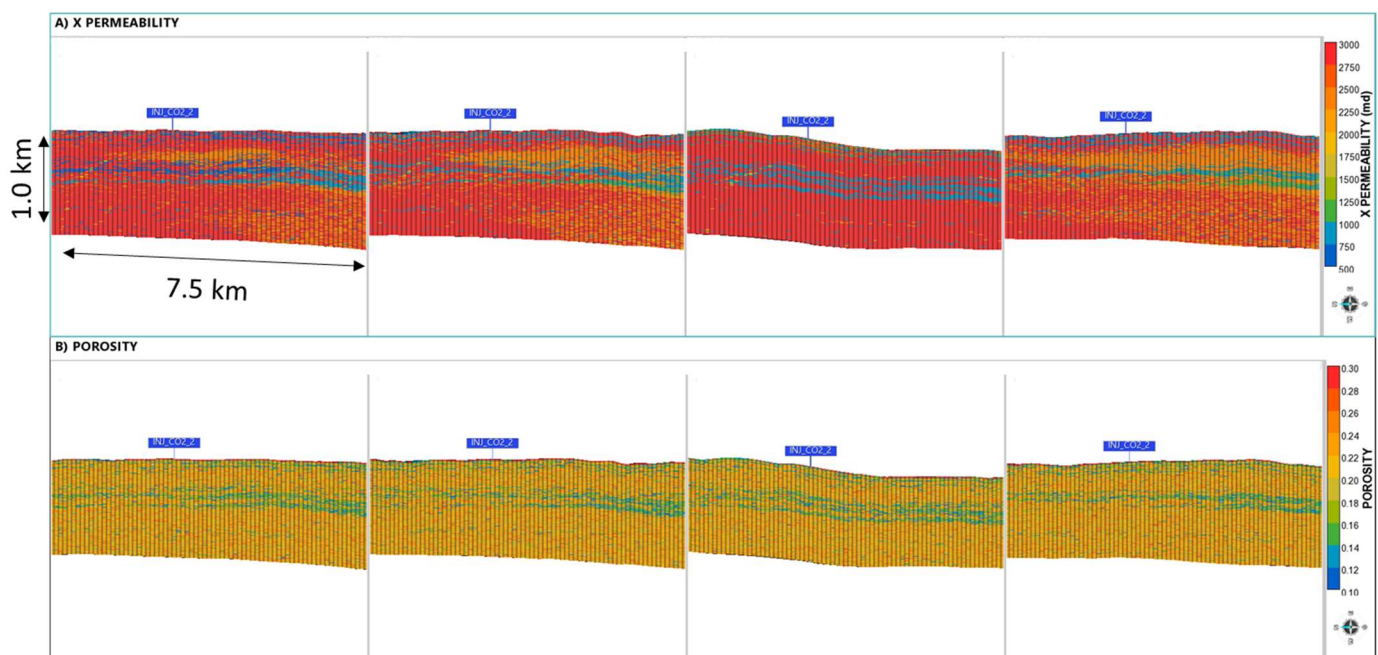 A) X PERMEABILITY
INJ_CO2_2
INJ_CO2_2
INJ_CO2_2
INJ_CO2_2
1.0 km
7.5 km
3000
2750
2500
2250
2000
1750
1500
1250
1000
750
500
X PERMEABILITY (md)
B) POROSITY
INJ_CO2_2
INJ_CO2_2
INJ_CO2_2
INJ_CO2_2
0.30
0.28
0.26
0.24
0.22
0.20
0.18
0.16
0.14
0.12
0.10
POROSITY